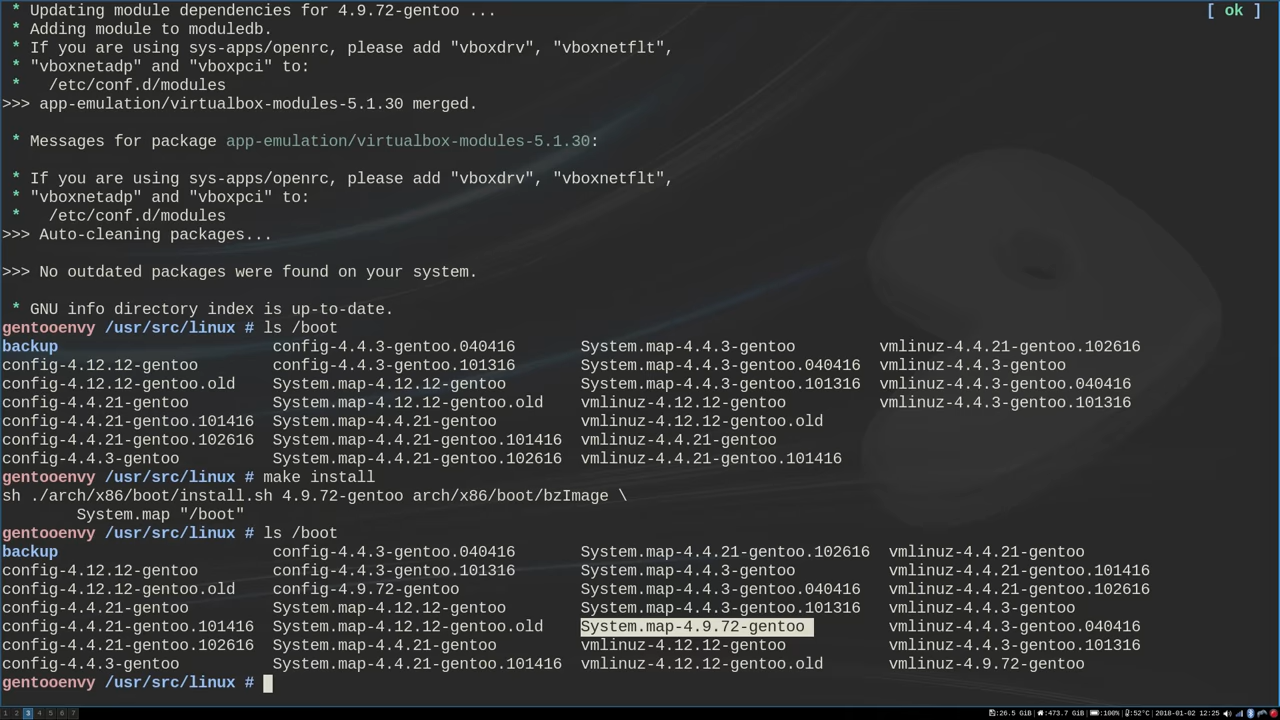 * Updating module dependencies for 4.9.72-gentoo ... [ ok ]
* Adding module to moduledb.
* If you are using sys-apps/openrc, please add "vboxdrv", "vboxnetflt",
* "vboxnetadp" and "vboxpci" to:
*   /etc/conf.d/modules
>>> app-emulation/virtualbox-modules-5.1.30 merged.
* Messages for package app-emulation/virtualbox-modules-5.1.30:
* If you are using sys-apps/openrc, please add "vboxdrv", "vboxnetflt",
* "vboxnetadp" and "vboxpci" to:
*   /etc/conf.d/modules
>>> Auto-cleaning packages...
>>> No outdated packages were found on your system.
* GNU info directory index is up-to-date.
gentooenvy /usr/src/linux # ls /boot
backup config-4.4.3-gentoo.040416 System.map-4.4.3-gentoo vmlinuz-4.4.21-gentoo.102616
config-4.12.12-gentoo config-4.4.3-gentoo.101316 System.map-4.4.3-gentoo.040416 vmlinuz-4.4.3-gentoo
config-4.12.12-gentoo.old System.map-4.12.12-gentoo System.map-4.4.3-gentoo.101316 vmlinuz-4.4.3-gentoo.040416
config-4.4.21-gentoo System.map-4.12.12-gentoo.old vmlinuz-4.12.12-gentoo vmlinuz-4.4.3-gentoo.101316
config-4.4.21-gentoo.101416 System.map-4.4.21-gentoo vmlinuz-4.12.12-gentoo.old
config-4.4.21-gentoo.102616 System.map-4.4.21-gentoo.101416 vmlinuz-4.4.21-gentoo
config-4.4.3-gentoo System.map-4.4.21-gentoo.102616 vmlinuz-4.4.21-gentoo.101416
gentooenvy /usr/src/linux # make install
sh ./arch/x86/boot/install.sh 4.9.72-gentoo arch/x86/boot/bzImage \
System.map "/boot"
gentooenvy /usr/src/linux # ls /boot
backup config-4.4.3-gentoo.040416 System.map-4.4.21-gentoo.102616 vmlinuz-4.4.21-gentoo
config-4.12.12-gentoo config-4.4.3-gentoo.101316 System.map-4.4.3-gentoo vmlinuz-4.4.21-gentoo.101416
config-4.12.12-gentoo.old config-4.9.72-gentoo System.map-4.4.3-gentoo.040416 vmlinuz-4.4.21-gentoo.102616
config-4.4.21-gentoo System.map-4.12.12-gentoo System.map-4.4.3-gentoo.101316 vmlinuz-4.4.3-gentoo
config-4.4.21-gentoo.101416 System.map-4.12.12-gentoo.old System.map-4.9.72-gentoo vmlinuz-4.4.3-gentoo.040416
config-4.4.21-gentoo.102616 System.map-4.4.21-gentoo vmlinuz-4.12.12-gentoo vmlinuz-4.4.3-gentoo.101316
config-4.4.3-gentoo System.map-4.4.21-gentoo.101416 vmlinuz-4.12.12-gentoo.old vmlinuz-4.9.72-gentoo
gentooenvy /usr/src/linux #
1 2 3 4 5 6 7 :26.5 GiB| :473.7 GiB| :100%| :52°C| 2018-01-02 12:25